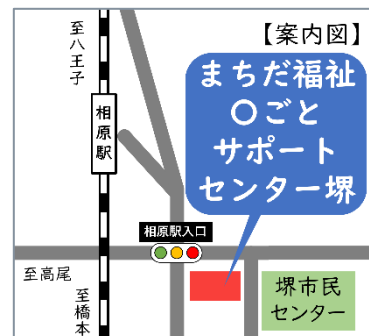 【案内図】
至八王子
まちだ福祉
〇ごと
サポート
センター堺
相原駅
相原駅入口
至高尾
至橋本
堺市民
センター